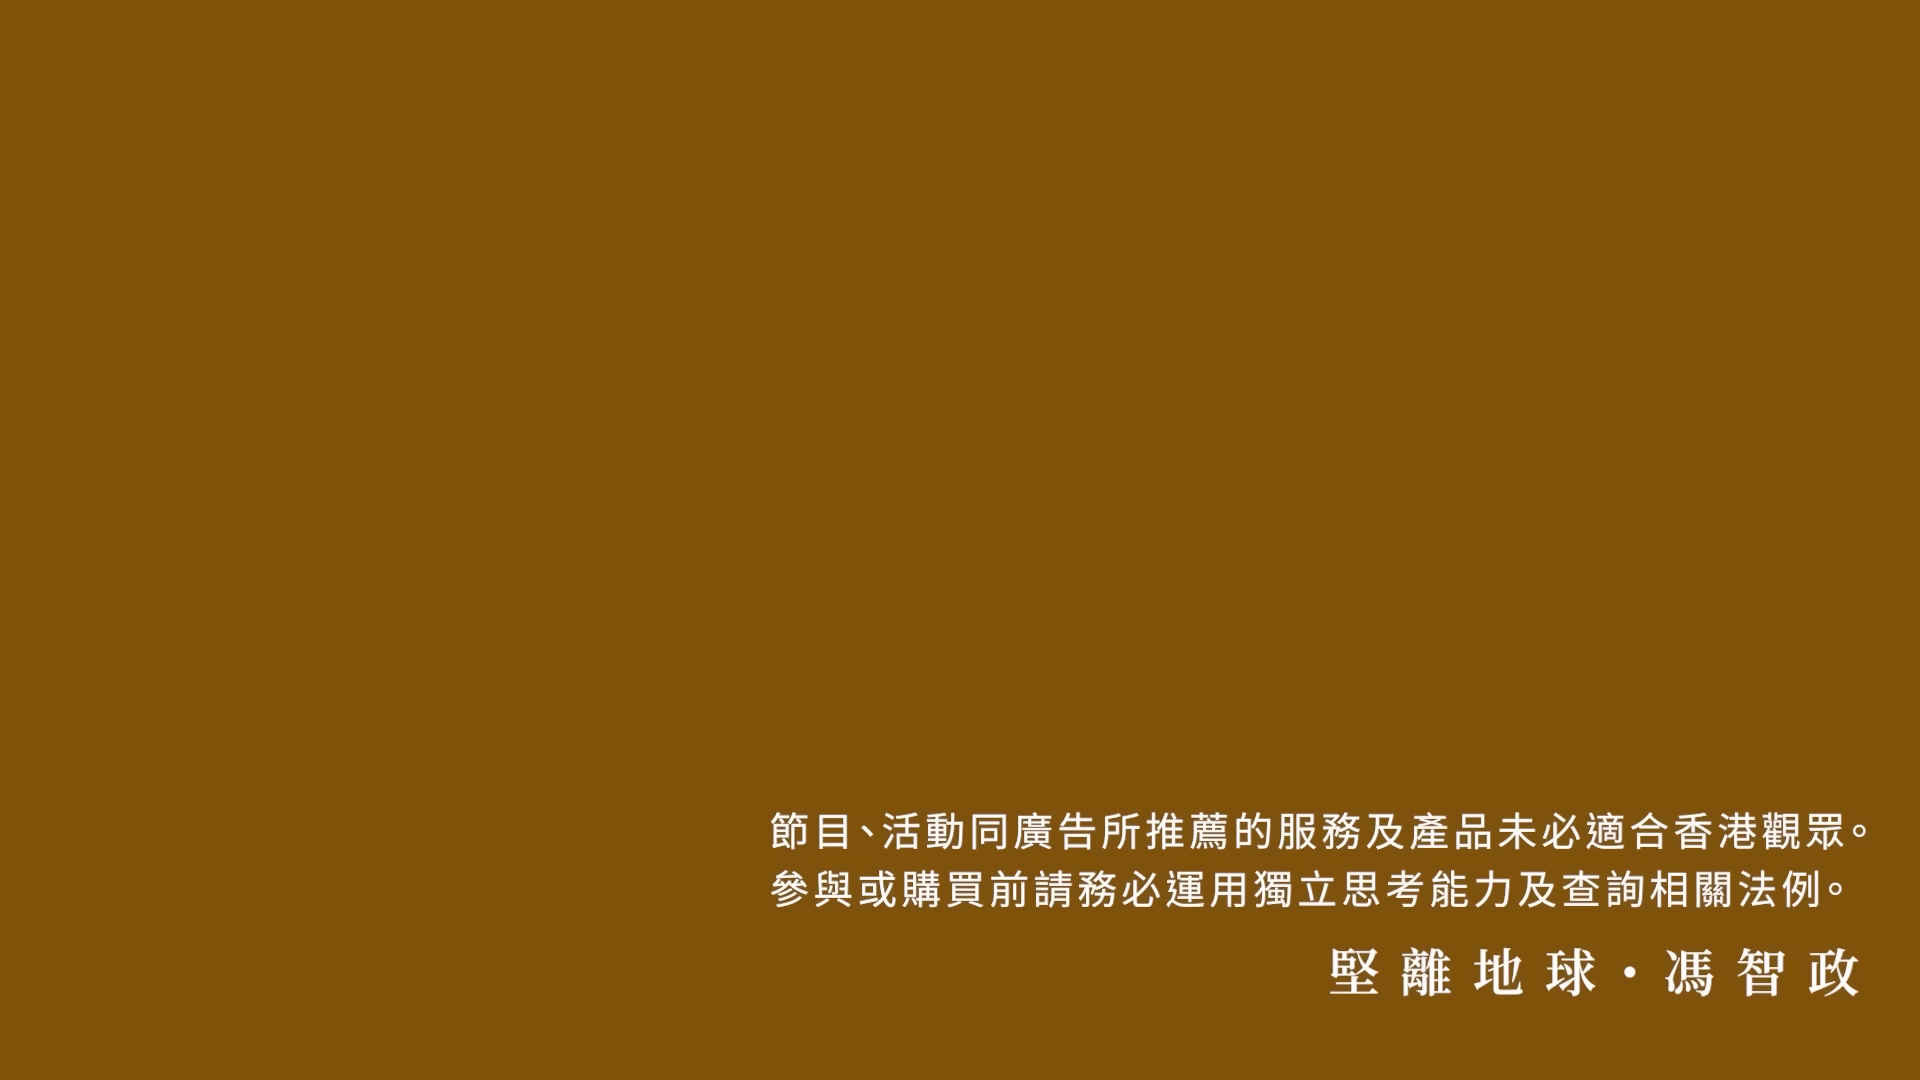 節目、活動同廣告所推薦的服務及產品未必適合香港觀眾。
參與或購買前請務必運用獨立思考能力及查詢相關法例。
堅離地球・馮智政